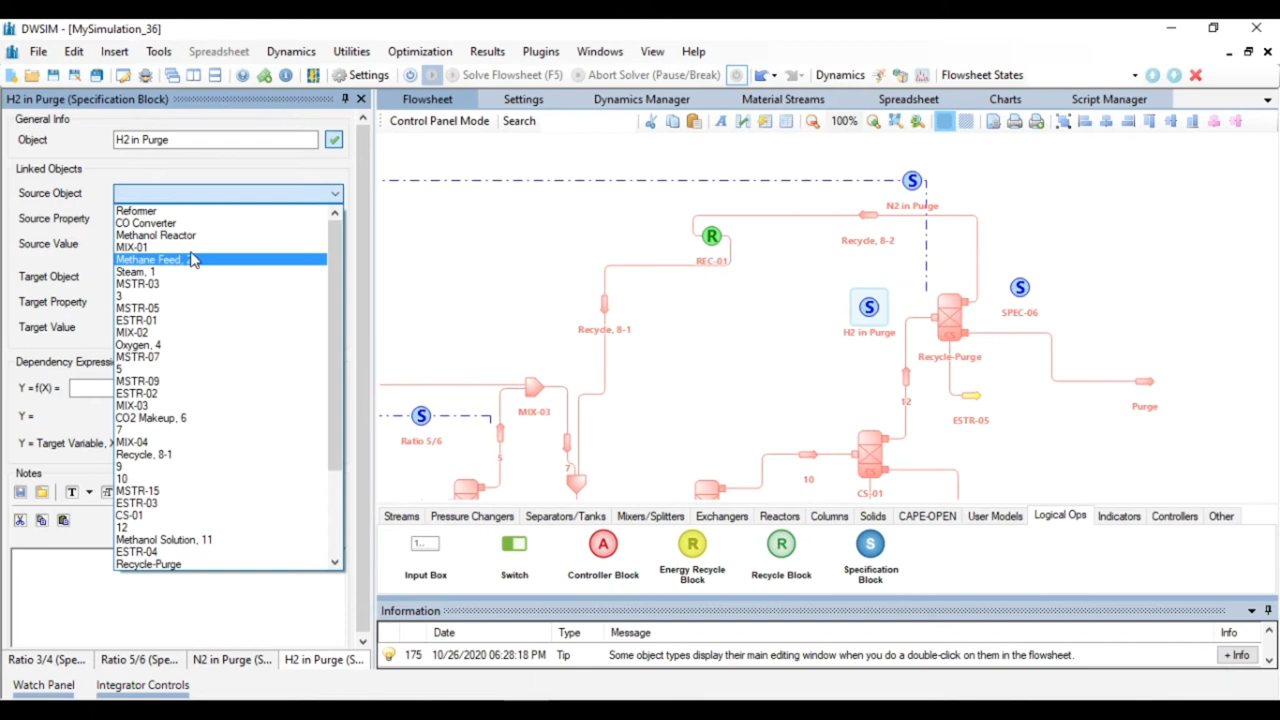 DWSIM - [MySimulation_36]
File Edit Insert Tools Spreadsheet Dynamics Utilities Optimization Results Plugins Windows View Help
Settings Solve Flowsheet (F5) Abort Solver (Pause/Break) Dynamics Flowsheet States
H2 in Purge (Specification Block)
General Info
Object H2 in Purge
Linked Objects
Source Object
Source Property
Source Value
Target Object
Target Property
Target Value
Reformer
CO Converter
Methanol Reactor
MIX-01
Methane Feed,
Steam, 1
MSTR-03
3
MSTR-05
ESTR-01
MIX-02
Oxygen, 4
MSTR-07
5
MSTR-09
ESTR-02
MIX-03
CO2 Makeup, 6
7
MIX-04
Recycle, 8-1
9
10
MSTR-15
ESTR-03
CS-01
12
Methanol Solution, 11
ESTR-04
Recycle-Purge
Dependency Expressi
Y = f(X) =
Y =
Y = Target Variable, X
Notes
Ratio 3/4 (Spe... Ratio 5/6 (Spe... N2 in Purge (S... H2 in Purge (S...
Watch Panel Integrator Controls
Flowsheet Settings Dynamics Manager Material Streams Spreadsheet Charts Script Manager
Control Panel Mode Search 100%
S
N2 in Purge
R
REC-01
Recycle, 8-2
S
SPEC-06
S
H2 in Purge
Recycle, 8-1
CS
Recycle-Purge
12
Purge
ESTR-05
MIX-03
S
Ratio 5/6
5
7
10
CS
CS-01
Streams Pressure Changers Separators/Tanks Mixers/Splitters Exchangers Reactors Columns Solids CAPE-OPEN User Models Logical Ops Indicators Controllers Other
1..
A
R
R
S
Input Box Switch Controller Block Energy Recycle Block Recycle Block Specification Block
Information
Date Type Message Info
175 10/26/2020 06:28:18 PM Tip Some object types display their main editing window when you do a double-click on them in the flowsheet. + Info